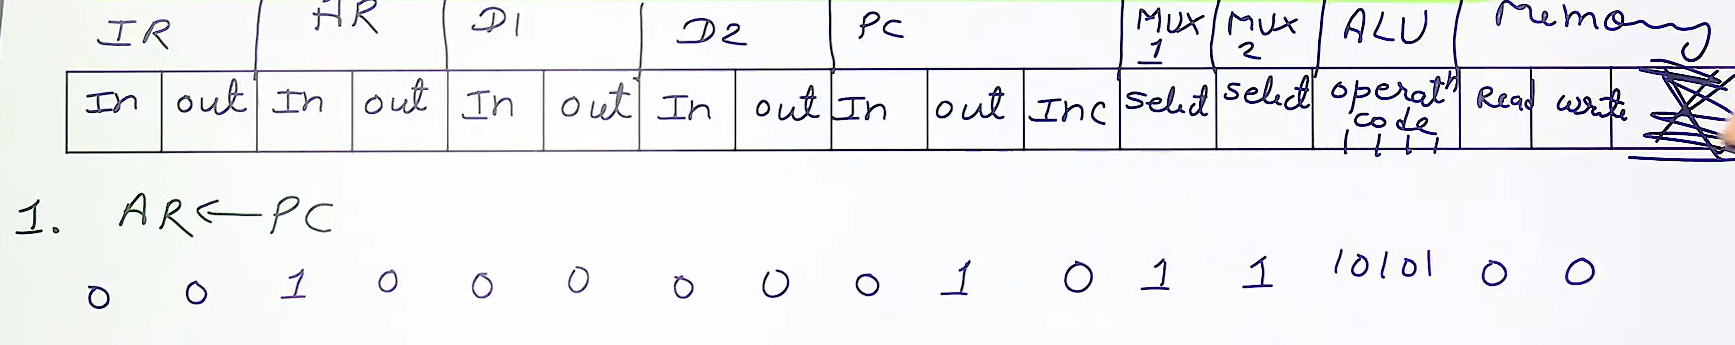 IR AR D1 D2 PC MUX 1 MUX 2 ALU Memory
In out In out In out In out In out Inc select select operatn code Read write
1. AR ← PC
0 0 1 0 0 0 0 0 0 1 0 1 1 10101 0 0